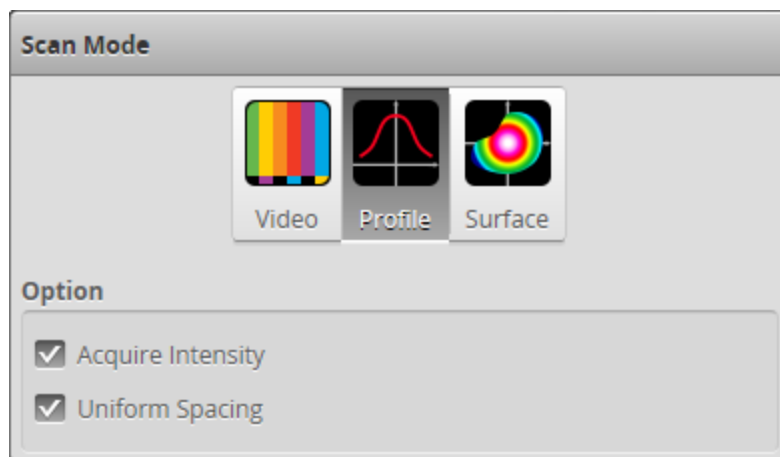 Scan Mode
Video Profile Surface
Option
Acquire Intensity
Uniform Spacing